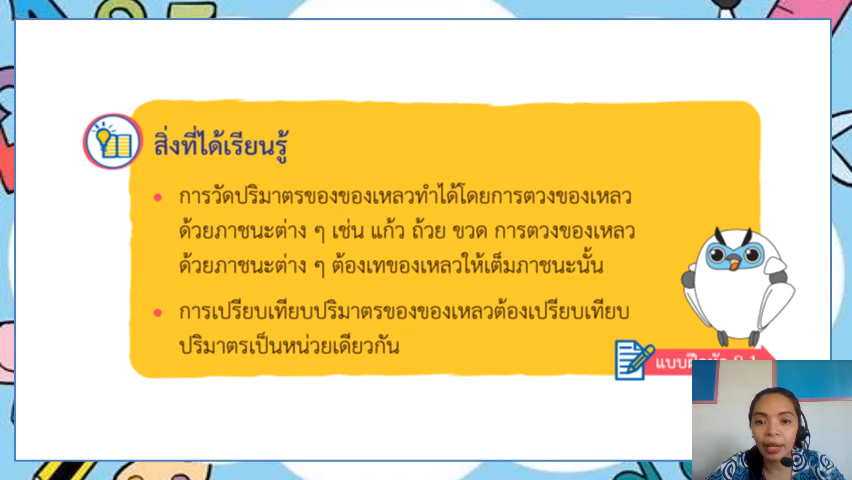 สิ่งที่ได้เรียนรู้
• การวัดปริมาตรของของเหลวทำได้โดยการตวงของเหลว
ด้วยภาชนะต่าง ๆ เช่น แก้ว ถ้วย ขวด การตวงของเหลว
ด้วยภาชนะต่าง ๆ ต้องเทของเหลวให้เต็มภาชนะนั้น
• การเปรียบเทียบปริมาตรของของเหลวต้องเปรียบเทียบ
ปริมาตรเป็นหน่วยเดียวกัน